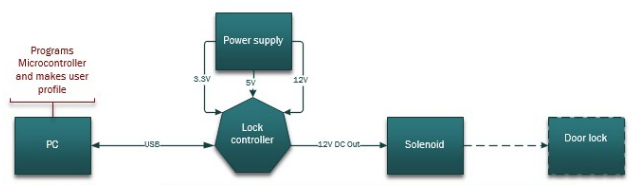 Programs
Microcontroller
and makes user
profile
Power supply
3.3V
5V
12V
PC
USB
Lock
controller
12V DC Out
Solenoid
Door lock